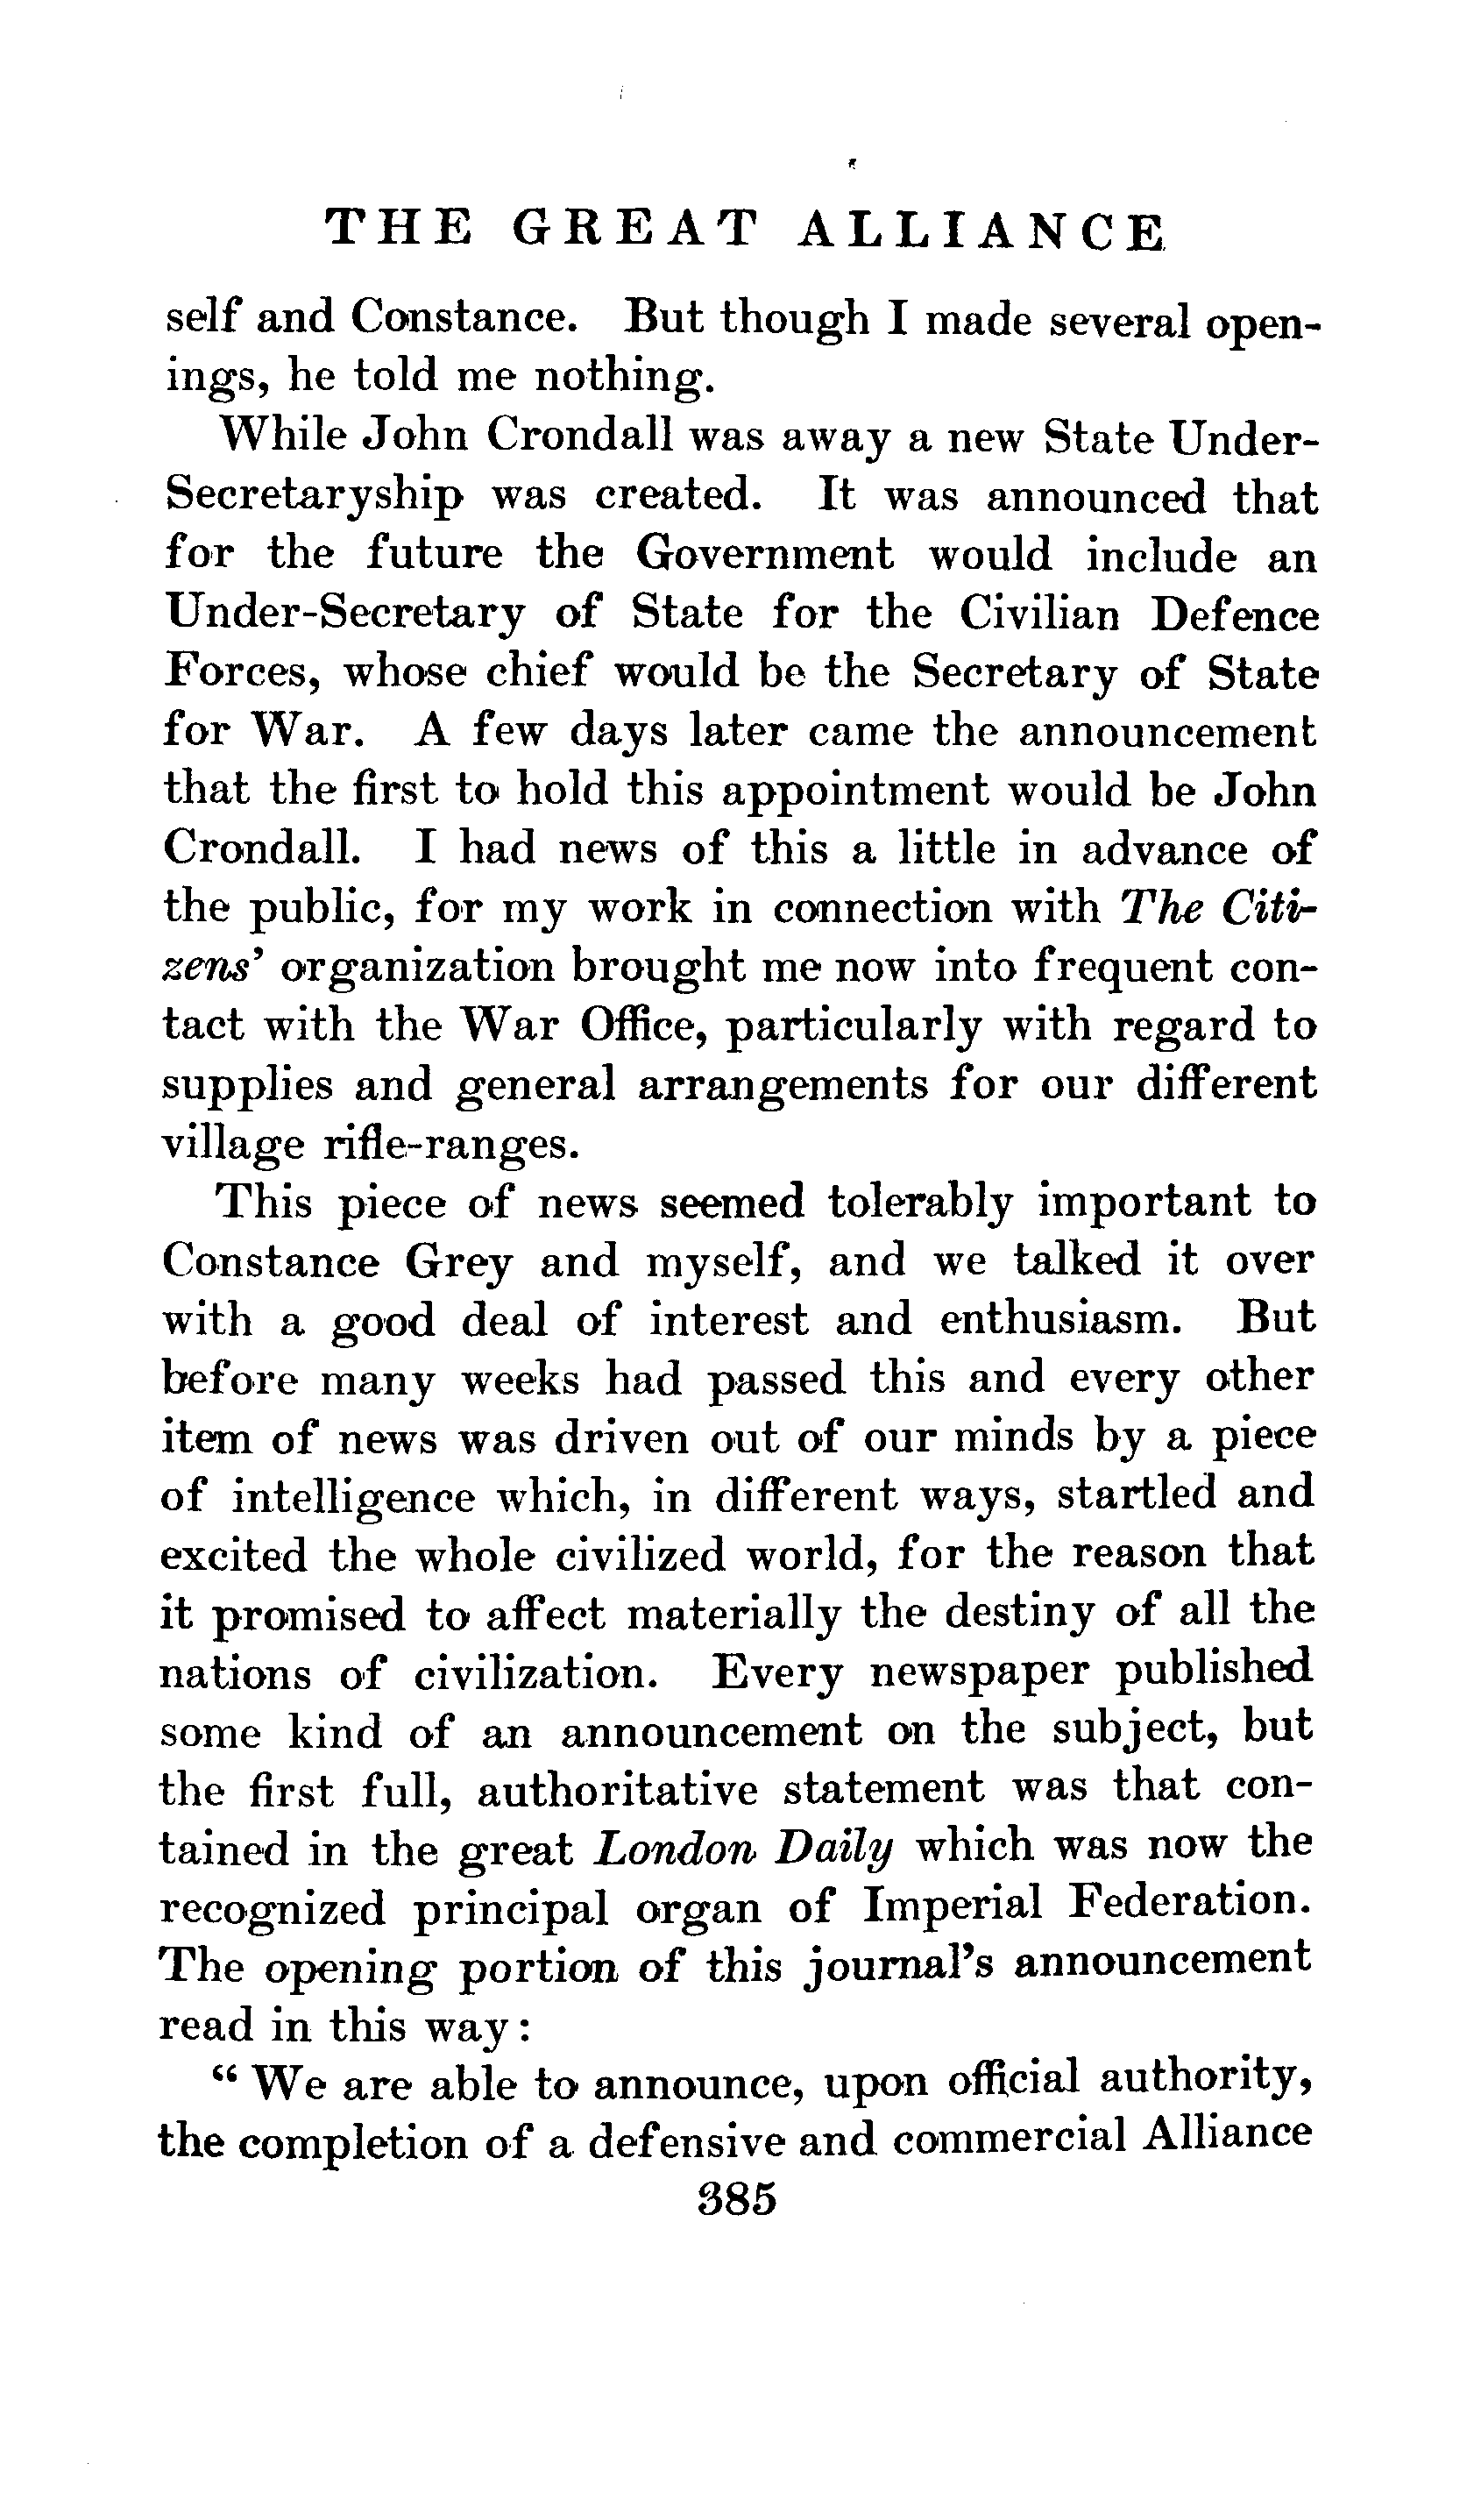 THE GREAT ALLIANCE
self and Constance. But though I made several open-
ings, he told me nothing.
While John Crondall was away a new State Under-
Secretaryship was created. It was announced that
for the future the Government would include an
Under-Secretary of State for the Civilian Defence
Forces, whose chief would be the Secretary of State
for War. A few days later came the announcement
that the first to hold this appointment would be John
Crondall. I had news of this a little in advance of
the public, for my work in connection with The Citi-
zens' organization brought me now into frequent con-
tact with the War Office, particularly with regard to
supplies and general arrangements for our different
village rifle-ranges.
This piece of news seemed tolerably important to
Constance Grey and myself, and we talked it over
with a good deal of interest and enthusiasm. But
before many weeks had passed this and every other
item of news was driven out of our minds by a piece
of intelligence which, in different ways, startled and
excited the whole civilized world, for the reason that
it promised to affect materially the destiny of all the
nations of civilization. Every newspaper published
some kind of an announcement on the subject, but
the first full, authoritative statement was that con-
tained in the great London Daily which was now the
recognized principal organ of Imperial Federation.
The opening portion of this journal's announcement
read in this way:
" We are able to announce, upon official authority,
the completion of a defensive and commercial Alliance
385